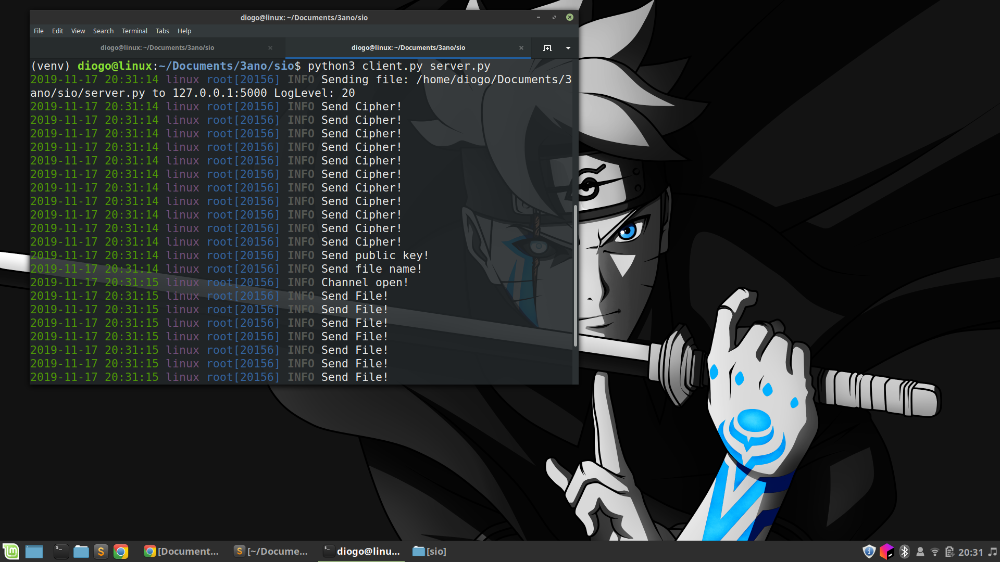 diogo@linux: ~/Documents/3ano/sio
File Edit View Search Terminal Tabs Help
diogo@linux: ~/Documents/3ano/sio × diogo@linux: ~/Documents/3ano/sio ×
(venv) diogo@linux:~/Documents/3ano/sio$ python3 client.py server.py
2019-11-17 20:31:14 linux root[20156] INFO Sending file: /home/diogo/Documents/3
ano/sio/server.py to 127.0.0.1:5000 LogLevel: 20
2019-11-17 20:31:14 linux root[20156] INFO Send Cipher!
2019-11-17 20:31:14 linux root[20156] INFO Send Cipher!
2019-11-17 20:31:14 linux root[20156] INFO Send Cipher!
2019-11-17 20:31:14 linux root[20156] INFO Send Cipher!
2019-11-17 20:31:14 linux root[20156] INFO Send Cipher!
2019-11-17 20:31:14 linux root[20156] INFO Send Cipher!
2019-11-17 20:31:14 linux root[20156] INFO Send Cipher!
2019-11-17 20:31:14 linux root[20156] INFO Send Cipher!
2019-11-17 20:31:14 linux root[20156] INFO Send Cipher!
2019-11-17 20:31:14 linux root[20156] INFO Send Cipher!
2019-11-17 20:31:14 linux root[20156] INFO Send Cipher!
2019-11-17 20:31:14 linux root[20156] INFO Send public key!
2019-11-17 20:31:14 linux root[20156] INFO Send file name!
2019-11-17 20:31:15 linux root[20156] INFO Channel open!
2019-11-17 20:31:15 linux root[20156] INFO Send File!
2019-11-17 20:31:15 linux root[20156] INFO Send File!
2019-11-17 20:31:15 linux root[20156] INFO Send File!
2019-11-17 20:31:15 linux root[20156] INFO Send File!
2019-11-17 20:31:15 linux root[20156] INFO Send File!
2019-11-17 20:31:15 linux root[20156] INFO Send File!
2019-11-17 20:31:15 linux root[20156] INFO Send File!
[Document... [~/Docume... diogo@linu... [sio] 20:31